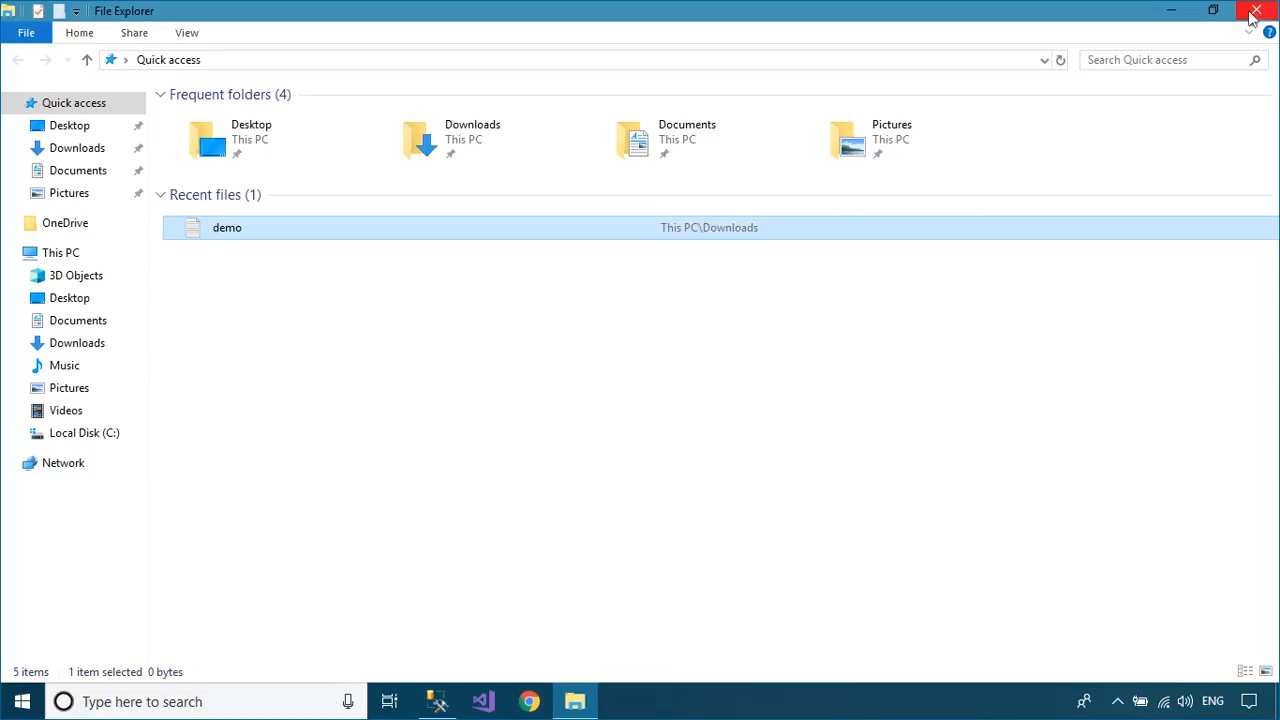 File Explorer
File Home Share View
Quick access
Search Quick access
Quick access
Desktop
Downloads
Documents
Pictures
OneDrive
This PC
3D Objects
Desktop
Documents
Downloads
Music
Pictures
Videos
Local Disk (C:)
Network
Frequent folders (4)
Desktop
This PC
Downloads
This PC
Documents
This PC
Pictures
This PC
Recent files (1)
demo This PC\Downloads
5 items 1 item selected 0 bytes
Type here to search
ENG